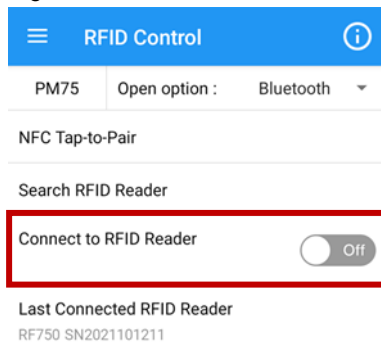 RFID Control
PM75 Open option : Bluetooth
NFC Tap-to-Pair
Search RFID Reader
Connect to RFID Reader Off
Last Connected RFID Reader
RF750 SN2021101211